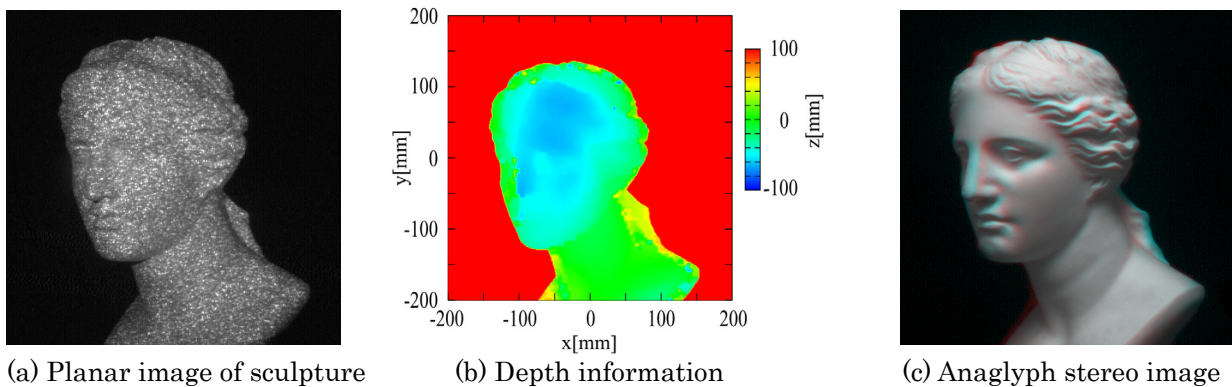 200
100
0
-100
-200
y[mm]
-200 -100 0 100 200
x[mm]
100
0
-100
z[mm]
(a) Planar image of sculpture
(b) Depth information
(c) Anaglyph stereo image